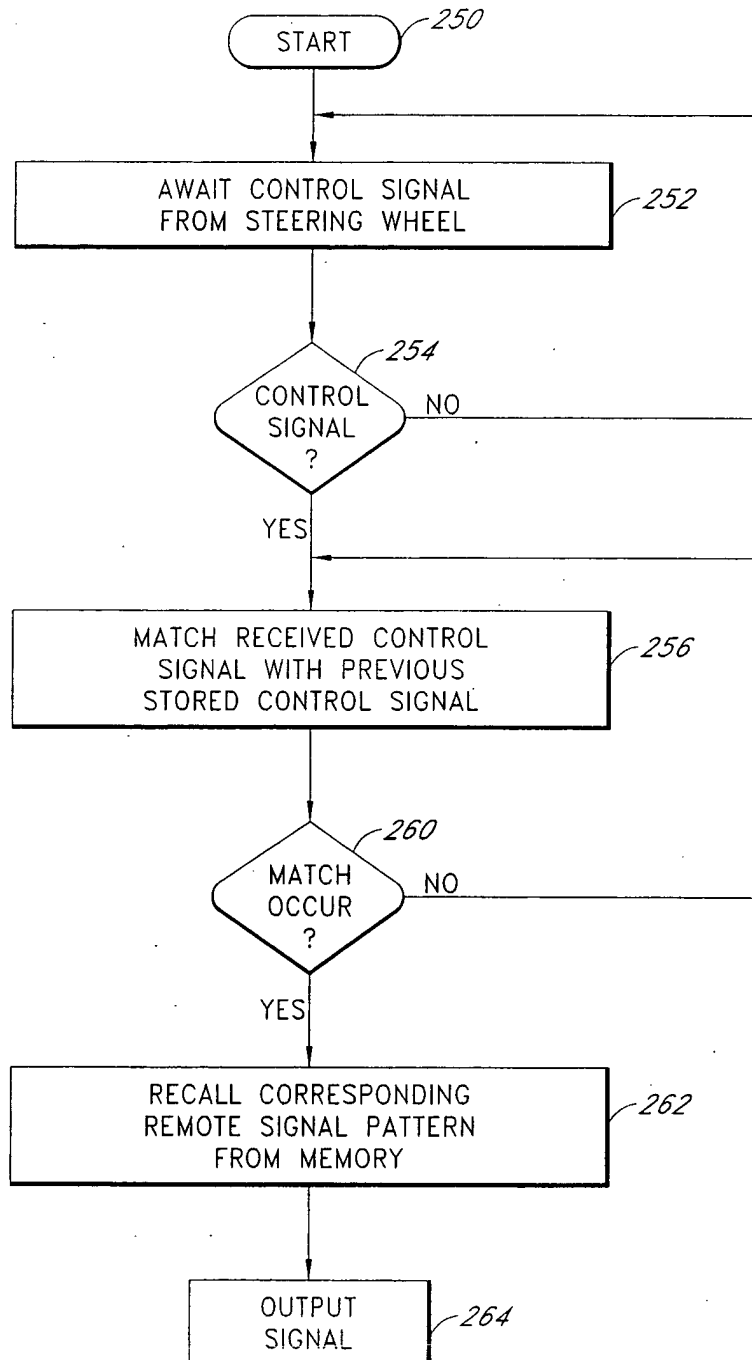 START
250
AWAIT CONTROL SIGNAL
FROM STEERING WHEEL
252
254
CONTROL
SIGNAL
?
NO
YES
MATCH RECEIVED CONTROL
SIGNAL WITH PREVIOUS
STORED CONTROL SIGNAL
256
260
MATCH
OCCUR
?
NO
YES
RECALL CORRESPONDING
REMOTE SIGNAL PATTERN
FROM MEMORY
262
OUTPUT
SIGNAL
264